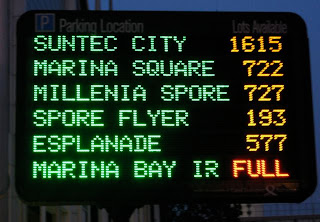 P Parking Location Lots Available
SUNTEC CITY 1615
MARINA SQUARE 722
MILLENIA SPORE 727
SPORE FLYER 193
ESPLANADE 577
MARINA BAY IR FULL